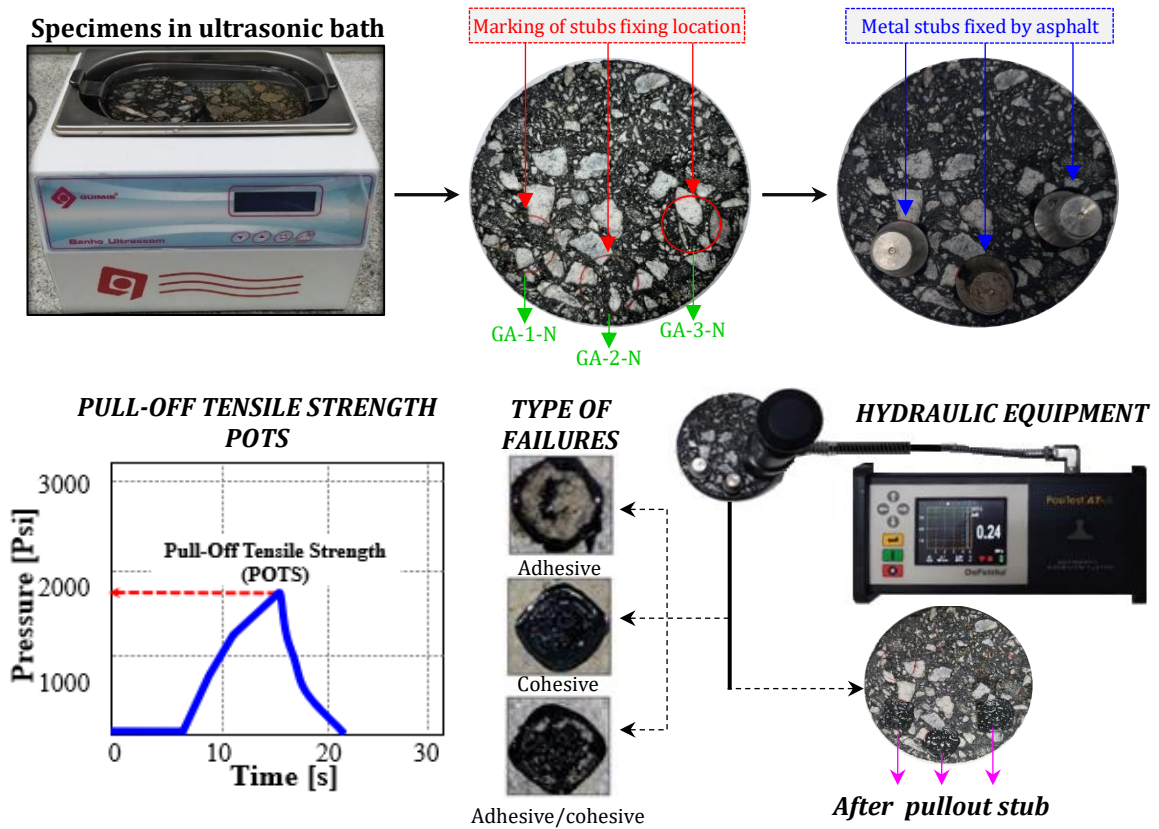 Specimens in ultrasonic bath
Marking of stubs fixing location
Metal stubs fixed by asphalt
QUIMIS
Banho Ultrassom
GA-1-N
GA-2-N
GA-3-N
PULL-OFF TENSILE STRENGTH
POTS
Pressure [Psi]
3000
2000
1000
Pull-Off Tensile Strength
(POTS)
0
10
20
30
Time [s]
TYPE OF
FAILURES
Adhesive
Cohesive
Adhesive/cohesive
HYDRAULIC EQUIPMENT
PosiTest AT-A
0.24
DeFelsko
After pullout stub